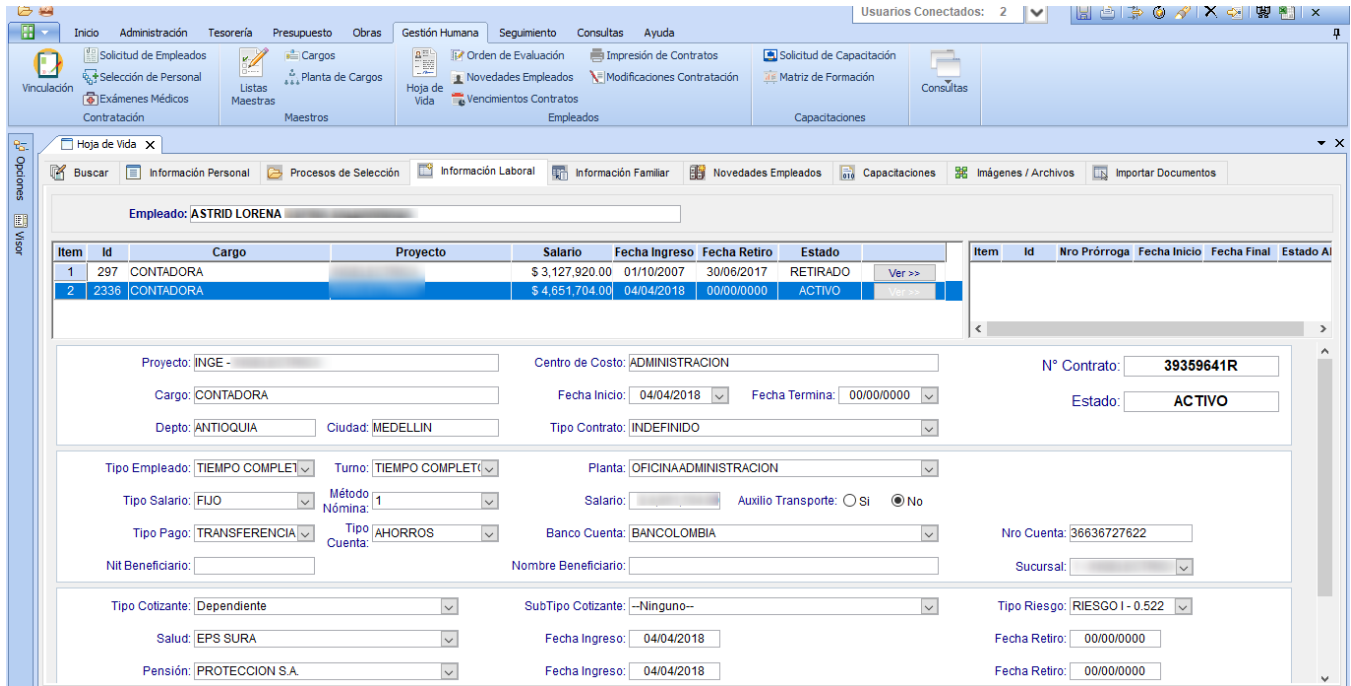 Usuarios Conectados: 2
Inicio Administración Tesorería Presupuesto Obras Gestión Humana Seguimiento Consultas Ayuda
Vinculación
Solicitud de Empleados
Selección de Personal
Exámenes Médicos
Contratación
Listas Maestras
Cargos
Planta de Cargos
Maestros
Hoja de Vida
Orden de Evaluación
Novedades Empleados
Vencimientos Contratos
Impresión de Contratos
Modificaciones Contratación
Empleados
Solicitud de Capacitación
Matriz de Formación
Capacitaciones
Consultas
Opciones
Visor
Hoja de Vida X
Buscar Información Personal Procesos de Selección Información Laboral Información Familiar Novedades Empleados Capacitaciones Imágenes / Archivos Importar Documentos
Empleado: ASTRID LORENA
Item Id Cargo Proyecto Salario Fecha Ingreso Fecha Retiro Estado
1 297 CONTADORA $ 3,127,920.00 01/10/2007 30/06/2017 RETIRADO Ver >>
2 2336 CONTADORA $ 4,651,704.00 04/04/2018 00/00/0000 ACTIVO Ver >>
Item Id Nro Prórroga Fecha Inicio Fecha Final Estado Al
Proyecto: INGE - Centro de Costo: ADMINISTRACION N° Contrato: 39359641R
Cargo: CONTADORA Fecha Inicio: 04/04/2018 Fecha Termina: 00/00/0000 Estado: ACTIVO
Depto: ANTIOQUIA Ciudad: MEDELLIN Tipo Contrato: INDEFINIDO
Tipo Empleado: TIEMPO COMPLET Turno: TIEMPO COMPLETO Planta: OFICINAADMINISTRACION
Tipo Salario: FIJO Método Nómina: 1 Salario: Auxilio Transporte: Si No
Tipo Pago: TRANSFERENCIA Tipo Cuenta: AHORROS Banco Cuenta: BANCOLOMBIA Nro Cuenta: 36636727622
Nit Beneficiario: Nombre Beneficiario: Sucursal:
Tipo Cotizante: Dependiente SubTipo Cotizante: --Ninguno-- Tipo Riesgo: RIESGO I - 0.522
Salud: EPS SURA Fecha Ingreso: 04/04/2018 Fecha Retiro: 00/00/0000
Pensión: PROTECCION S.A. Fecha Ingreso: 04/04/2018 Fecha Retiro: 00/00/0000